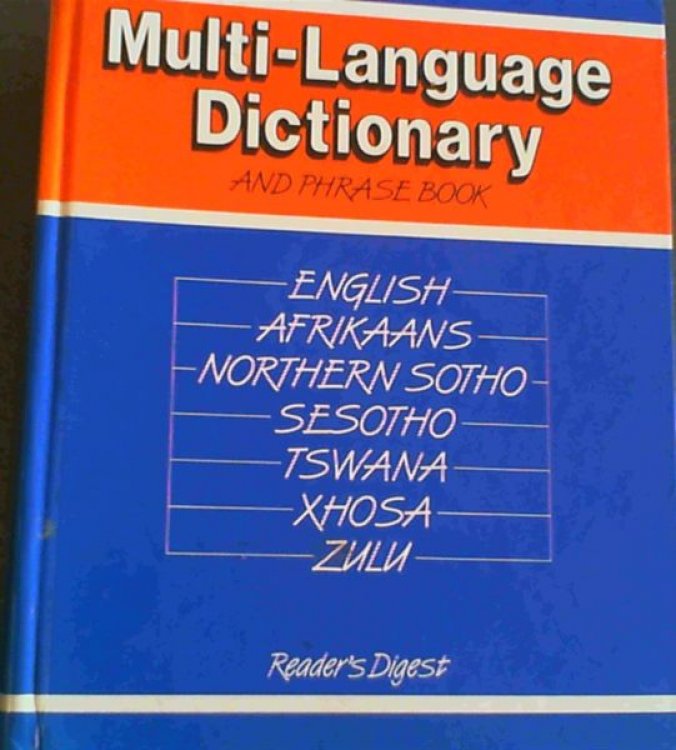 Multi-Language
Dictionary
AND PHRASE BOOK
ENGLISH
AFRIKAANS
NORTHERN SOTHO
SESOTHO
TSWANA
XHOSA
ZULU
Reader's Digest